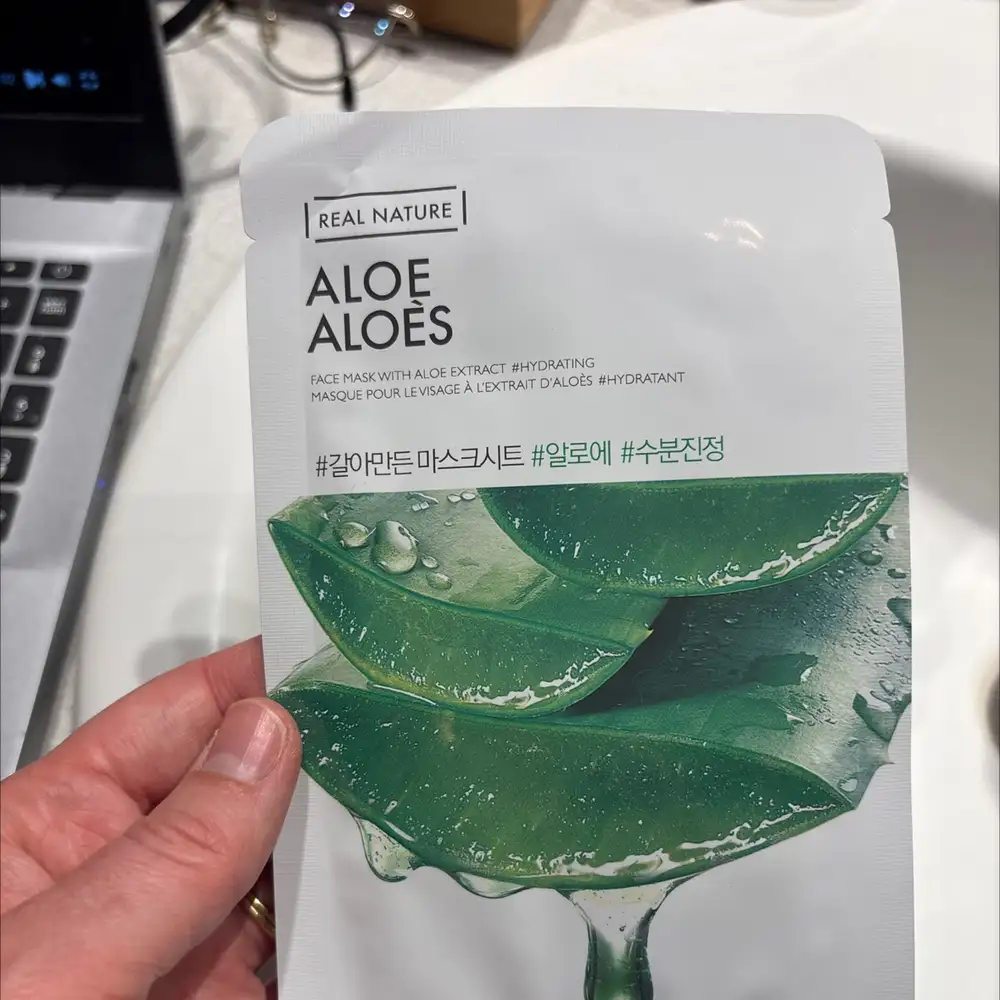 REAL NATURE
ALOE
ALOÈS
FACE MASK WITH ALOE EXTRACT #HYDRATING
MASQUE POUR LE VISAGE À L'EXTRAIT D'ALOÈS #HYDRATANT
#갈아만든 마스크시트 #알로에 #수분진정